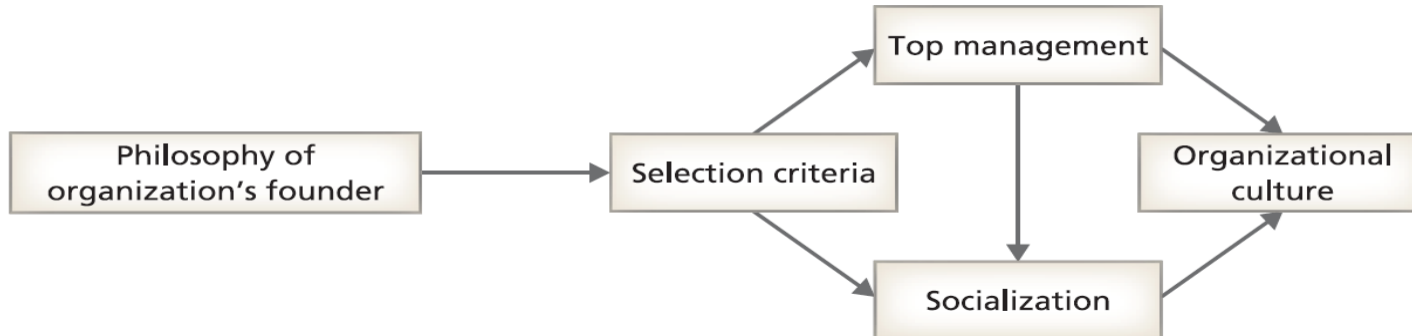 Philosophy of
organization’s founder
Selection criteria
Top management
Socialization
Organizational
culture